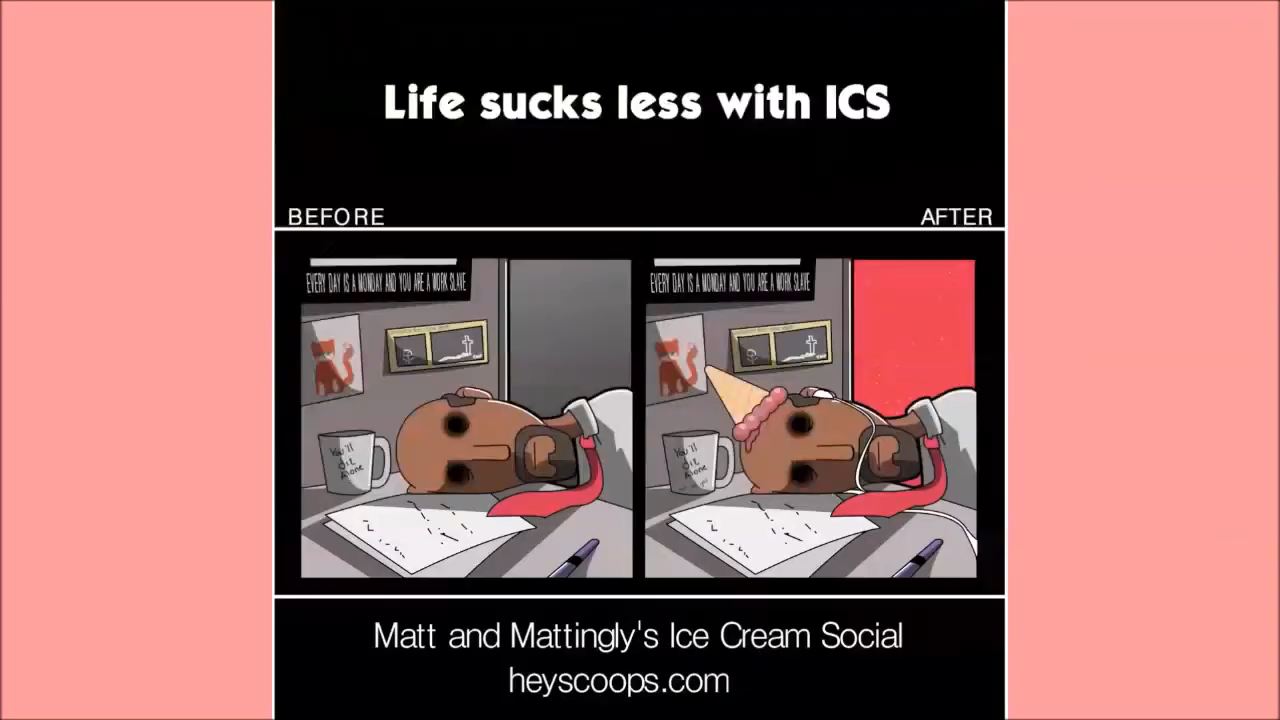 Life sucks less with ICS
BEFORE
AFTER
EVERY DAY IS A MONDAY AND YOU ARE A WORK SLAVE
EVERY DAY IS A MONDAY AND YOU ARE A WORK SLAVE
You'll
Die
Alone
You'll
Die
Alone
Matt and Mattingly's Ice Cream Social
heyscoops.com